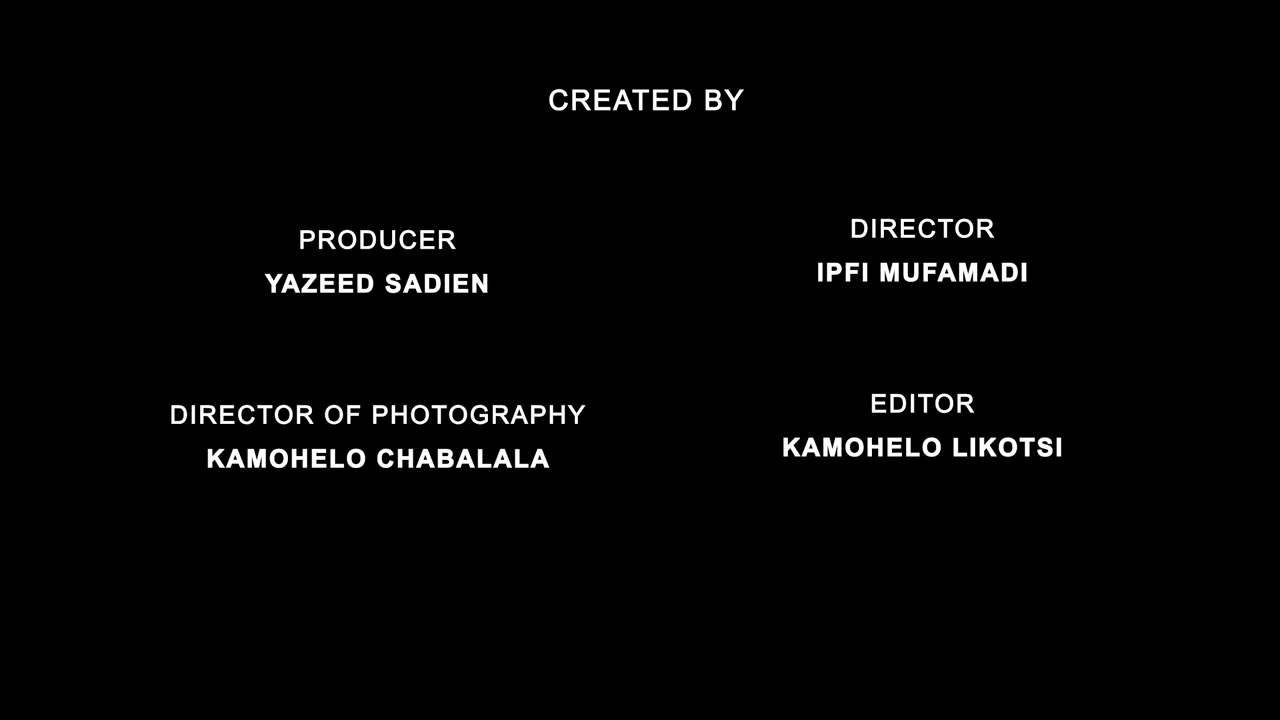 CREATED BY
PRODUCER
YAZEED SADIEN
DIRECTOR
IPFI MUFAMADI
DIRECTOR OF PHOTOGRAPHY
KAMOHELO CHABALALA
EDITOR
KAMOHELO LIKOTSI